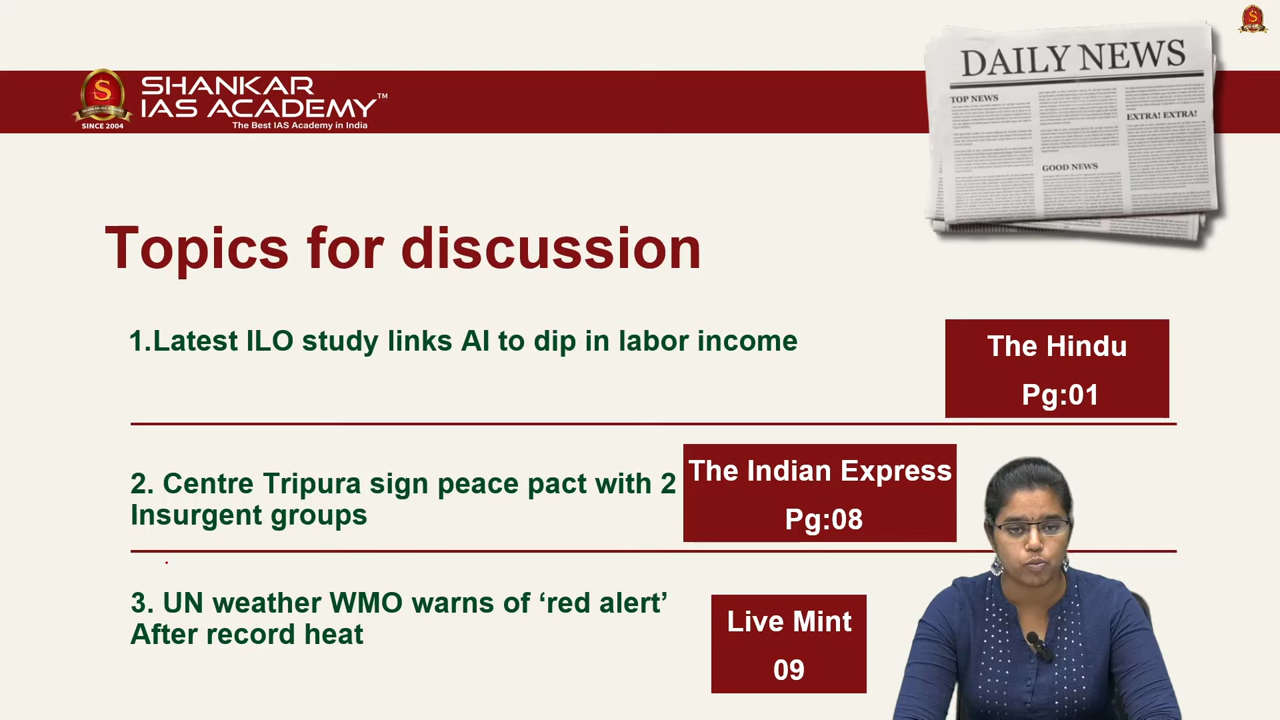 SHANKAR
IAS ACADEMY™
The Best IAS Academy in India
SINCE 2004
DAILY NEWS
TOP NEWS
EXTRA! EXTRA!
GOOD NEWS
Topics for discussion
1.Latest ILO study links AI to dip in labor income
The Hindu
Pg:01
2. Centre Tripura sign peace pact with 2
Insurgent groups
The Indian Express
Pg:08
3. UN weather WMO warns of ‘red alert’
After record heat
Live Mint
09